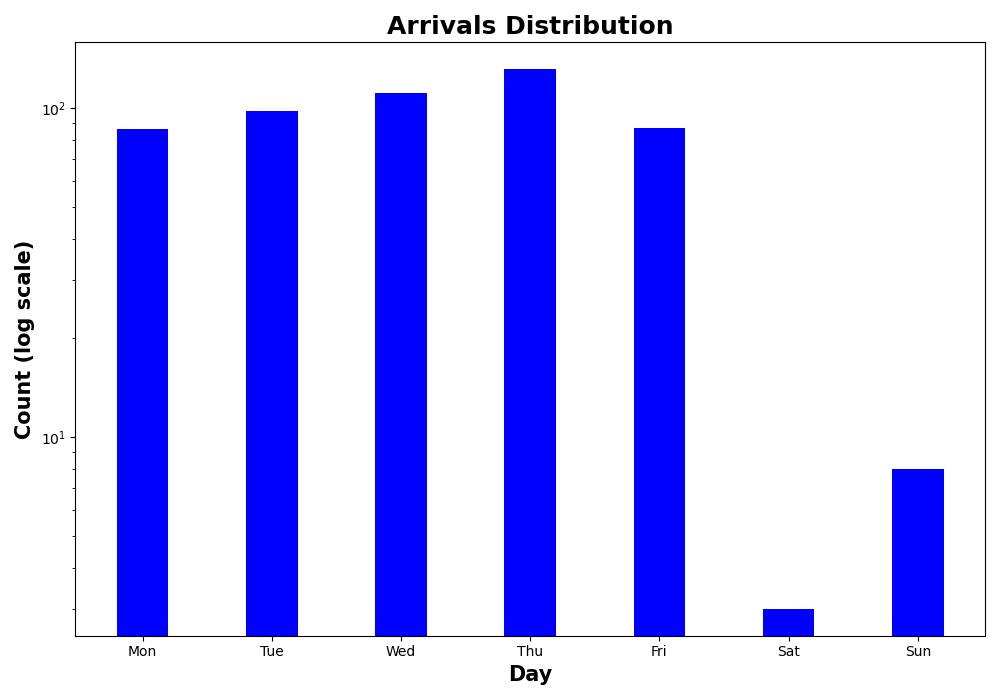 Arrivals Distribution
Count (log scale)
10²
10¹
Mon Tue Wed Thu Fri Sat Sun
Day